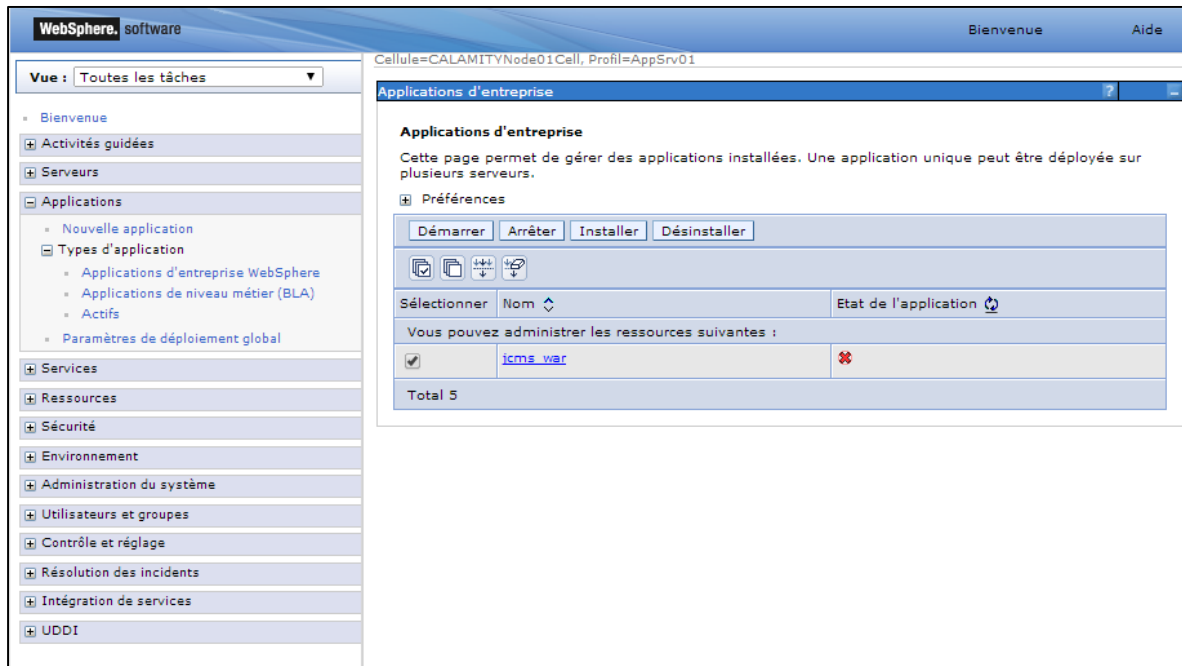 WebSphere. software
Bienvenue
Aide
Vue : Toutes les tâches
Bienvenue
Activités guidées
Serveurs
Applications
Nouvelle application
Types d'application
Applications d'entreprise WebSphere
Applications de niveau métier (BLA)
Actifs
Paramètres de déploiement global
Services
Ressources
Sécurité
Environnement
Administration du système
Utilisateurs et groupes
Contrôle et réglage
Résolution des incidents
Intégration de services
UDDI
Cellule=CALAMITYNode01Cell, Profil=AppSrv01
Applications d'entreprise
?
Applications d'entreprise
Cette page permet de gérer des applications installées. Une application unique peut être déployée sur
plusieurs serveurs.
Préférences
Démarrer Arrêter Installer Désinstaller
Sélectionner Nom Etat de l'application
Vous pouvez administrer les ressources suivantes :
jcms_war
Total 5